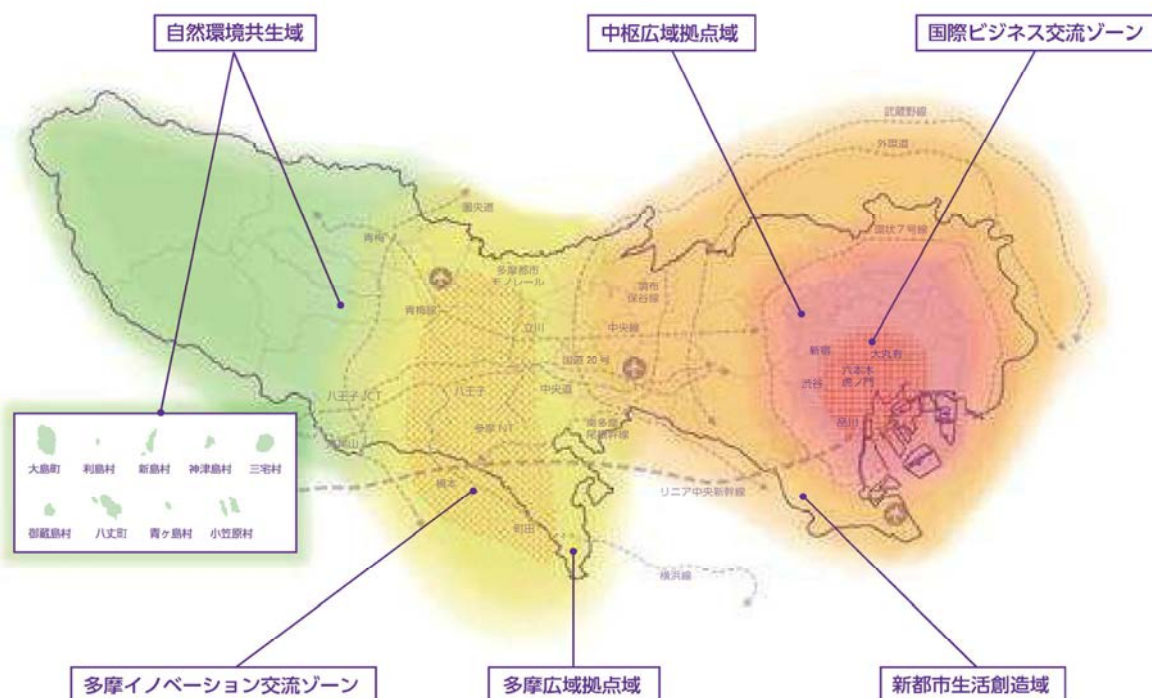 自然環境共生域
中枢広域拠点域
国際ビジネス交流ゾーン
武蔵野線
外環道
圏央道
環状7号線
青梅
多摩都市
モノレール
調布
保谷線
青梅線
立川
中央線
新宿
大丸有
国道20号
六本木
虎ノ門
渋谷
八王子JCT
八王子
中央道
品川
多摩NT
南多摩
尾根幹線
橋本
リニア中央新幹線
町田
横浜線
大島町
利島村
新島村
神津島村
三宅村
御蔵島村
八丈町
青ヶ島村
小笠原村
多摩イノベーション交流ゾーン
多摩広域拠点域
新都市生活創造域